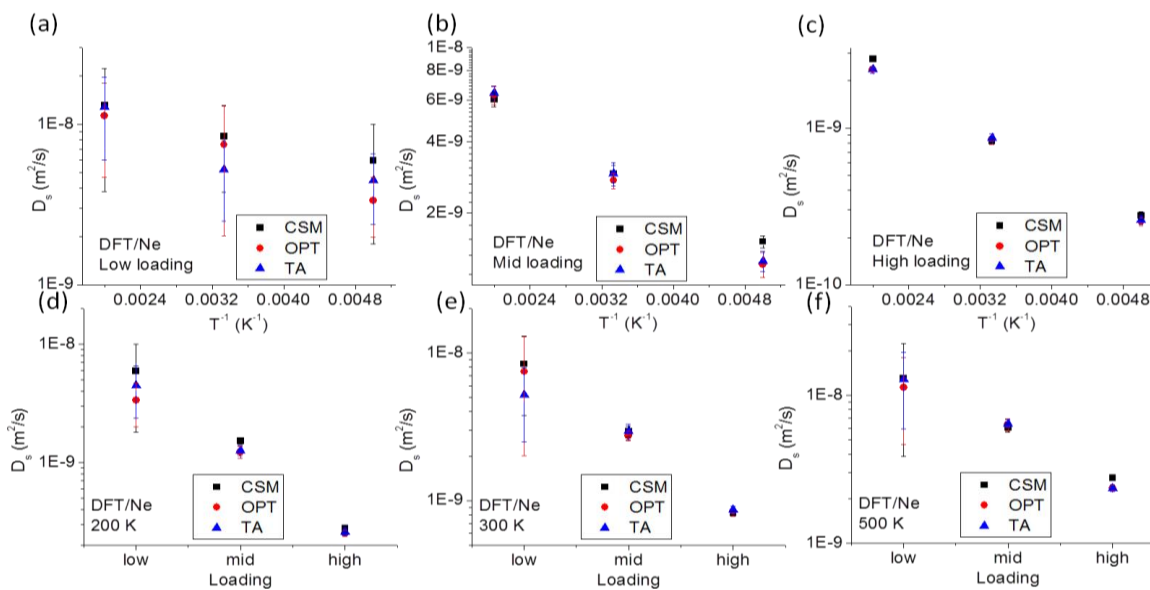 (a)
1E-8
1E-9
Dₛ (m²/s)
DFT/Ne
Low loading
CSM
OPT
TA
0.0024 0.0032 0.0040 0.0048
T⁻¹ (K⁻¹)
(b)
1E-8
8E-9
6E-9
4E-9
2E-9
Dₛ (m²/s)
DFT/Ne
Mid loading
CSM
OPT
TA
0.0024 0.0032 0.0040 0.0048
T⁻¹ (K⁻¹)
(c)
1E-9
1E-10
Dₛ (m²/s)
DFT/Ne
High loading
CSM
OPT
TA
0.0024 0.0032 0.0040 0.0048
T⁻¹ (K⁻¹)
(d)
1E-8
1E-9
Dₛ (m²/s)
DFT/Ne
200 K
CSM
OPT
TA
low mid high
Loading
(e)
1E-8
1E-9
Dₛ (m²/s)
DFT/Ne
300 K
CSM
OPT
TA
low mid high
Loading
(f)
1E-8
1E-9
Dₛ (m²/s)
DFT/Ne
500 K
CSM
OPT
TA
low mid high
Loading